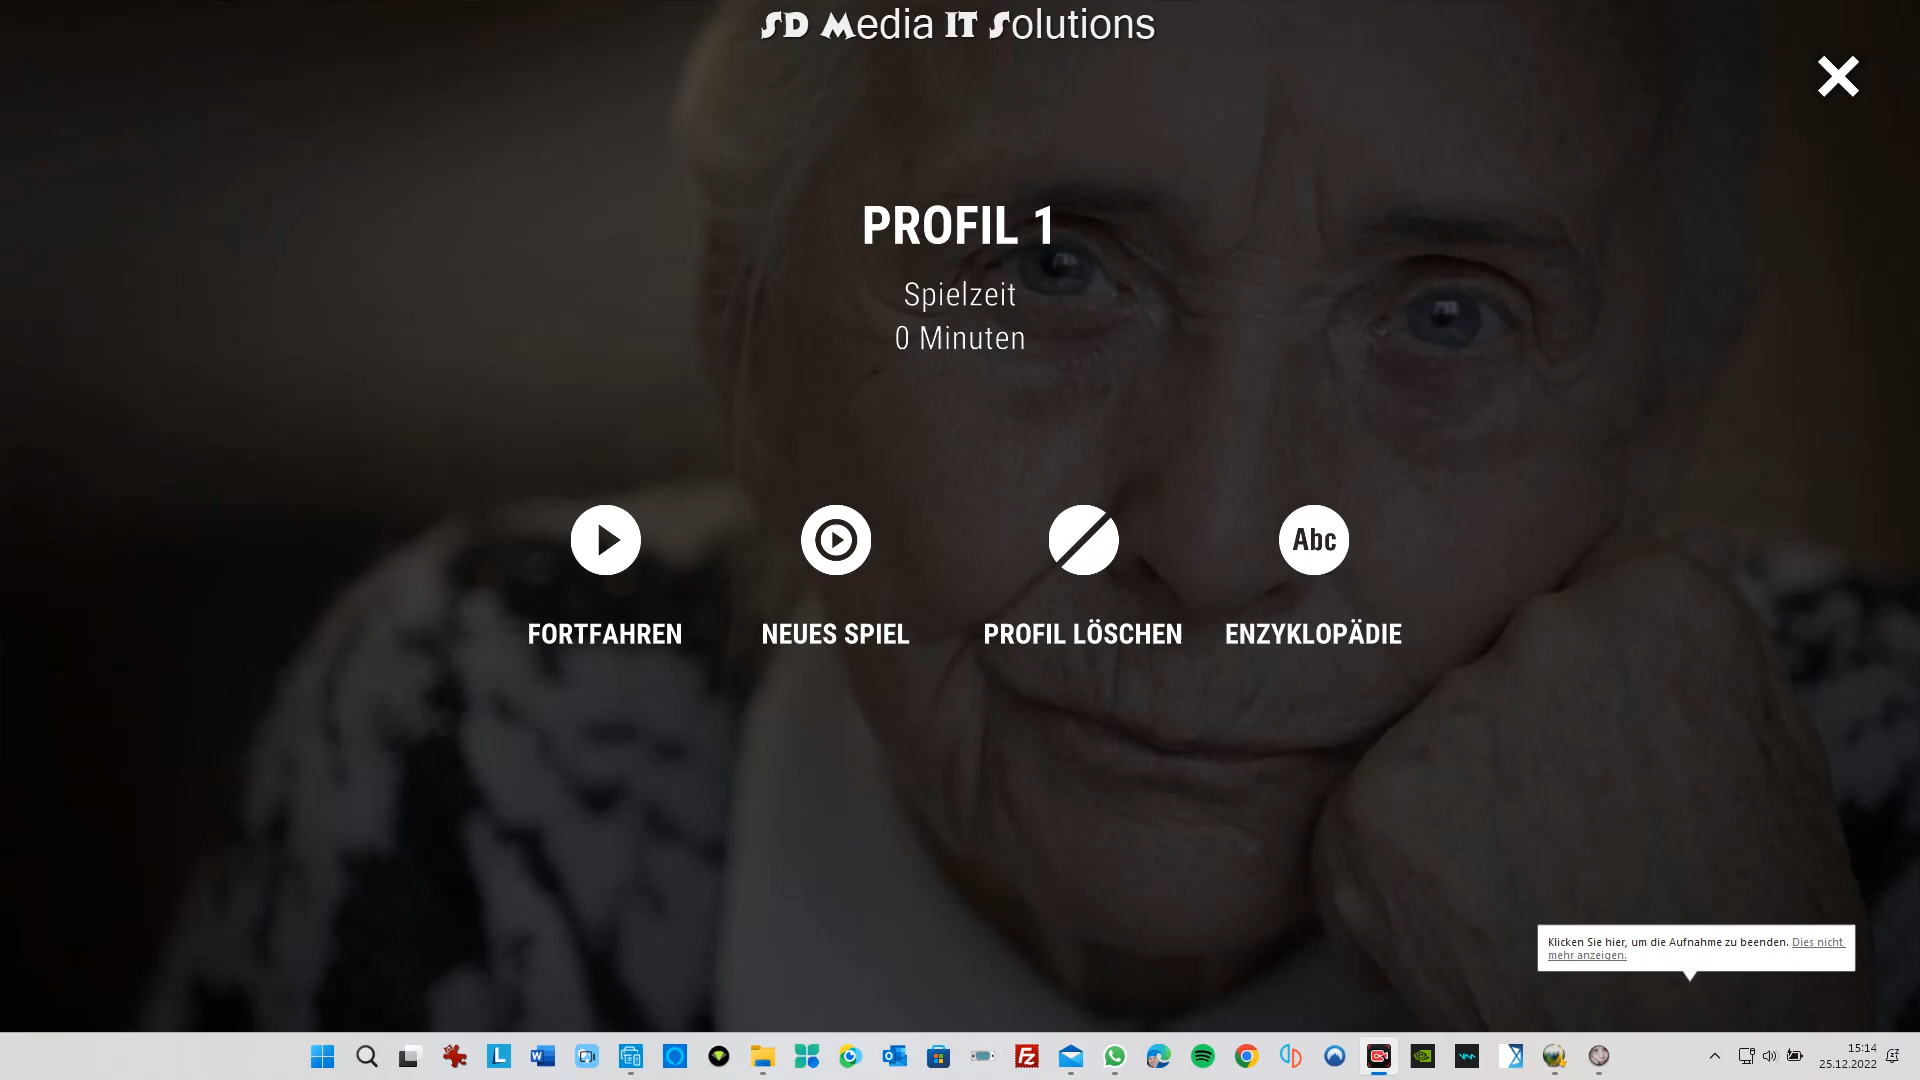 SD Media IT Solutions
PROFIL 1
Spielzeit
0 Minuten
Abc
FORTFAHREN
NEUES SPIEL
PROFIL LÖSCHEN
ENZYKLOPÄDIE
Klicken Sie hier, um die Aufnahme zu beenden. Dies nicht
mehr anzeigen.
15:14
25.12.2022